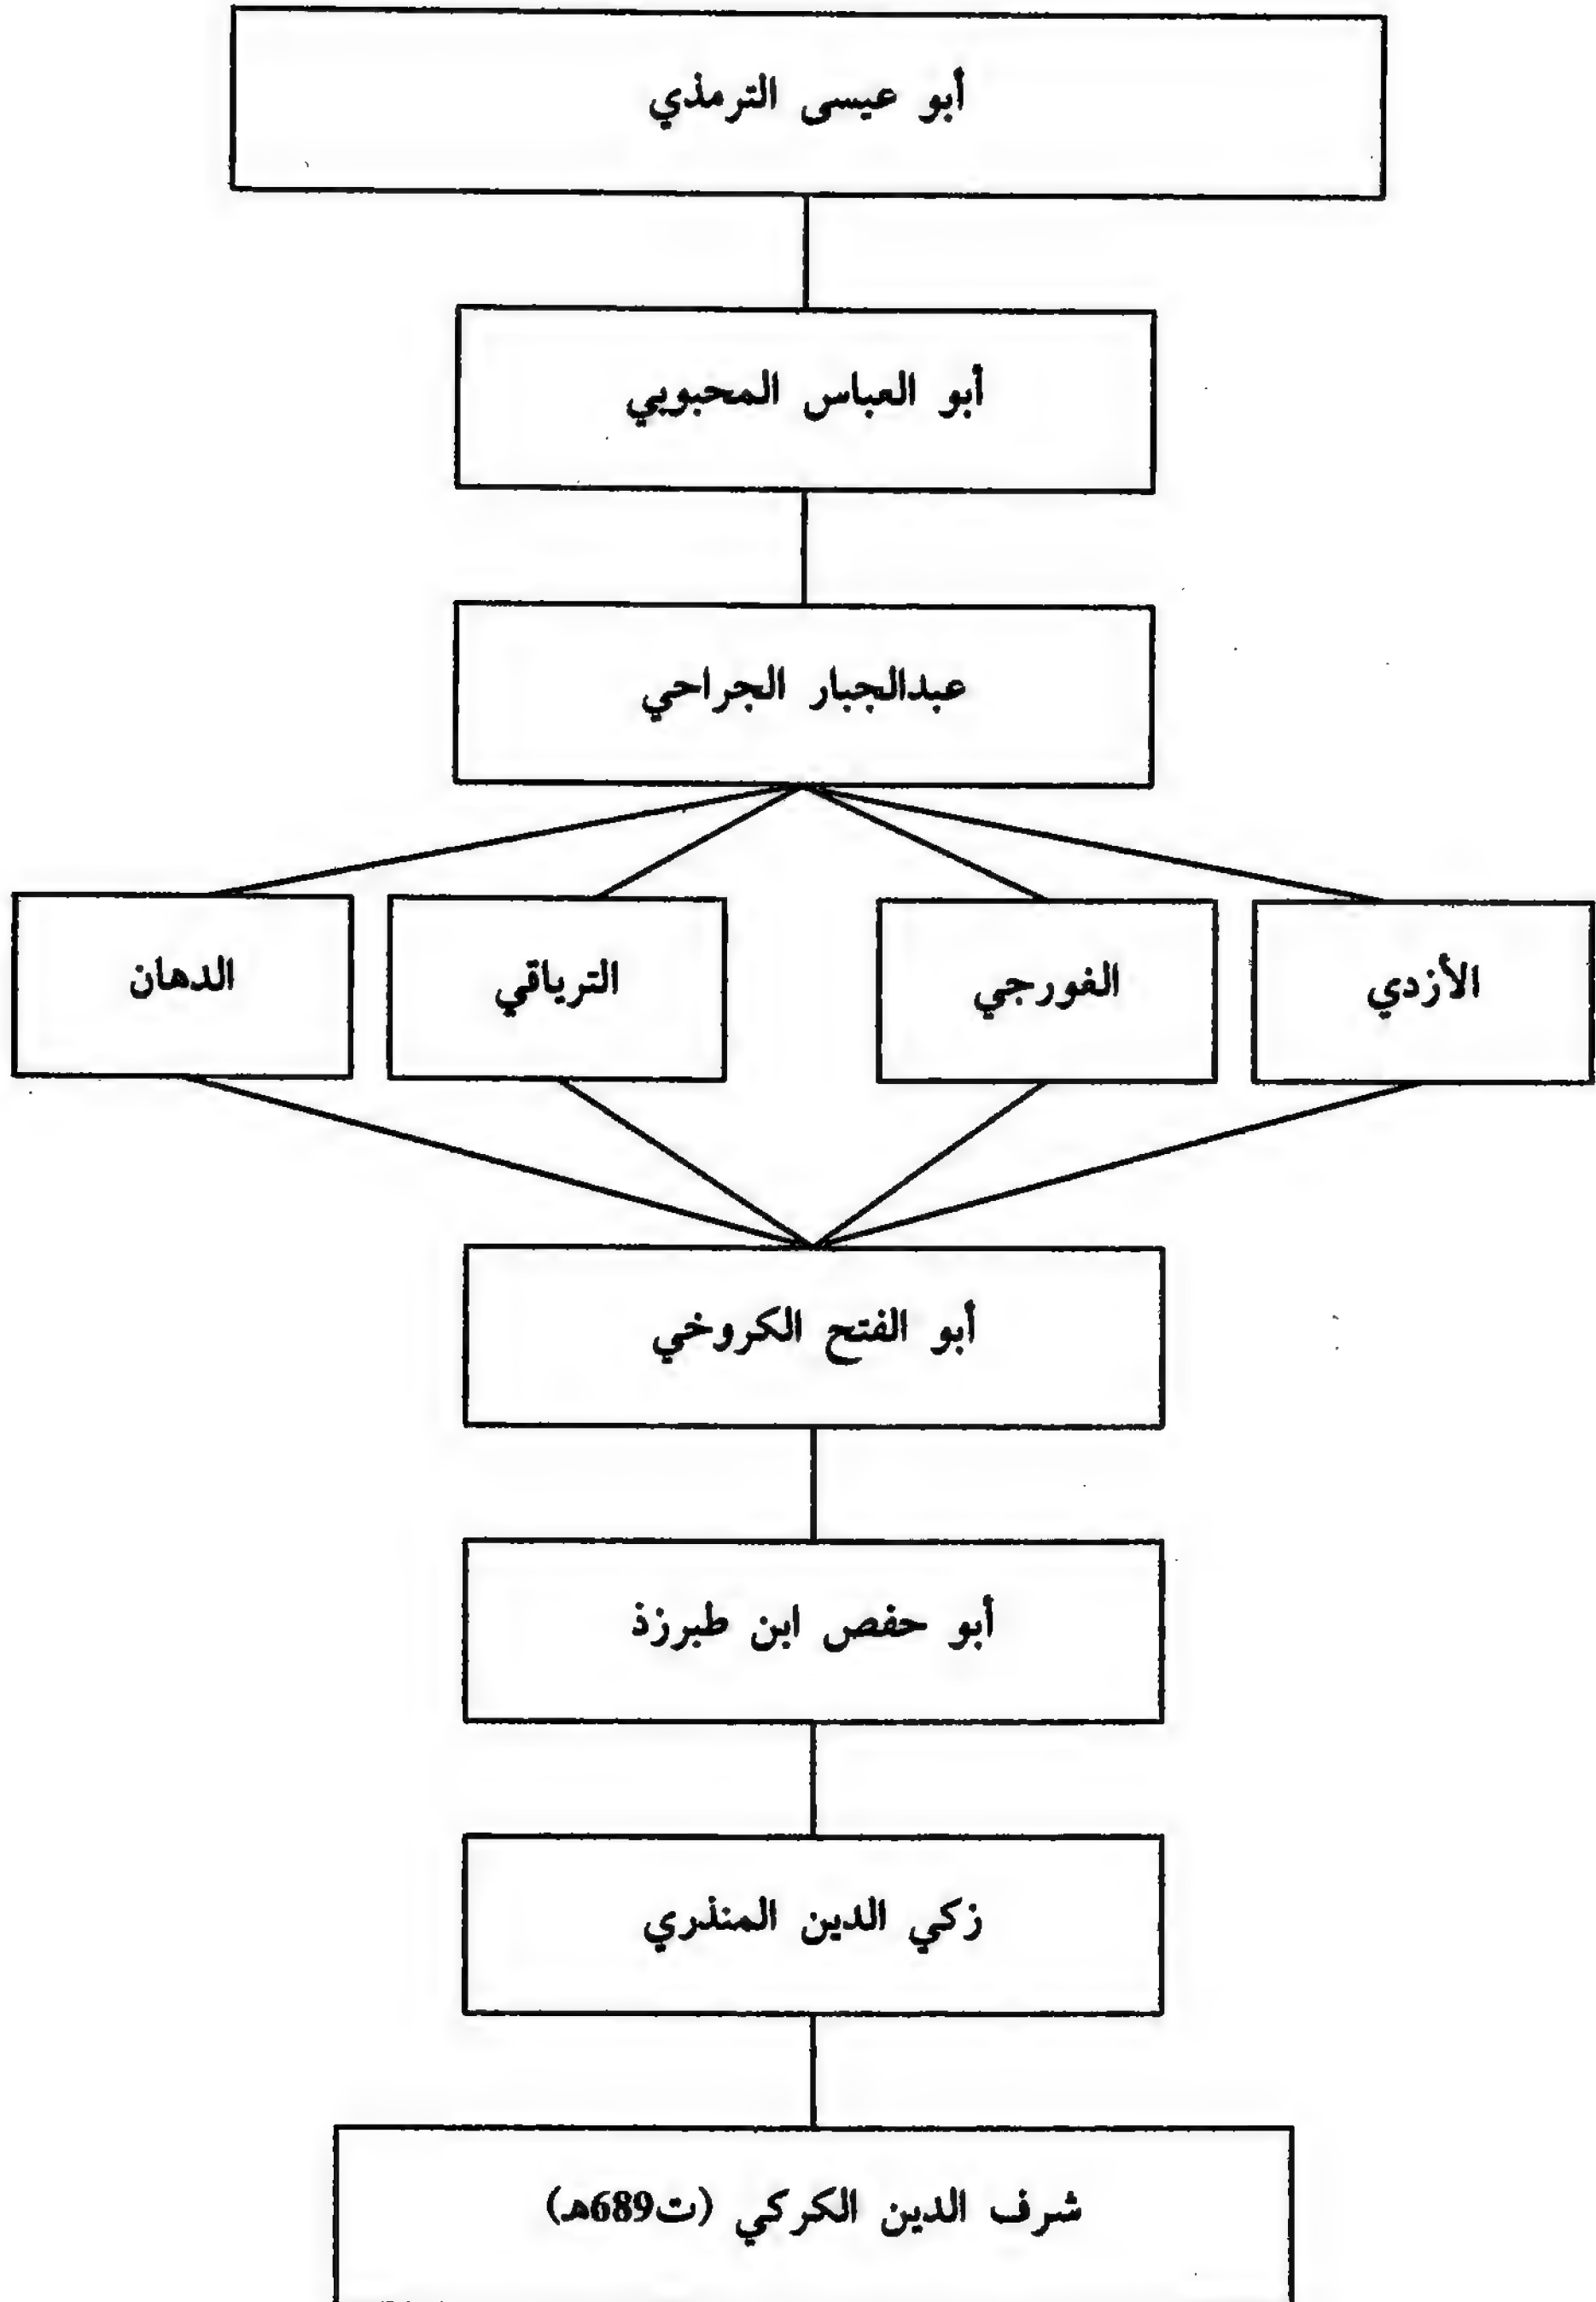 أبو عيسى الترمذي
أبو العباس المحبوبي
عبدالجبار الجراحي
الأزدي
الغورجي
الترياقي
الدهان
أبو الفتح الكروخي
أبو حفص ابن طبرزذ
زكي الدين المنذري
شرف الدين الكركي (ت689هـ)